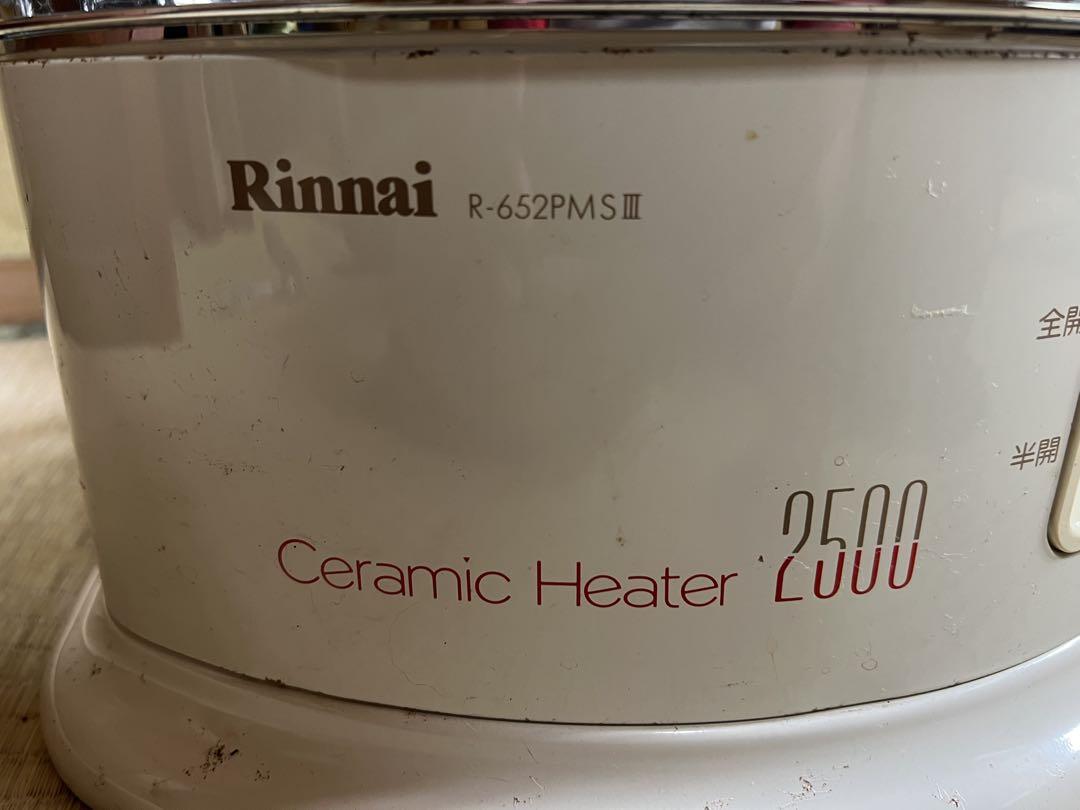 Rinnai R-652PMSⅢ
全開
半開
Ceramic Heater 2500